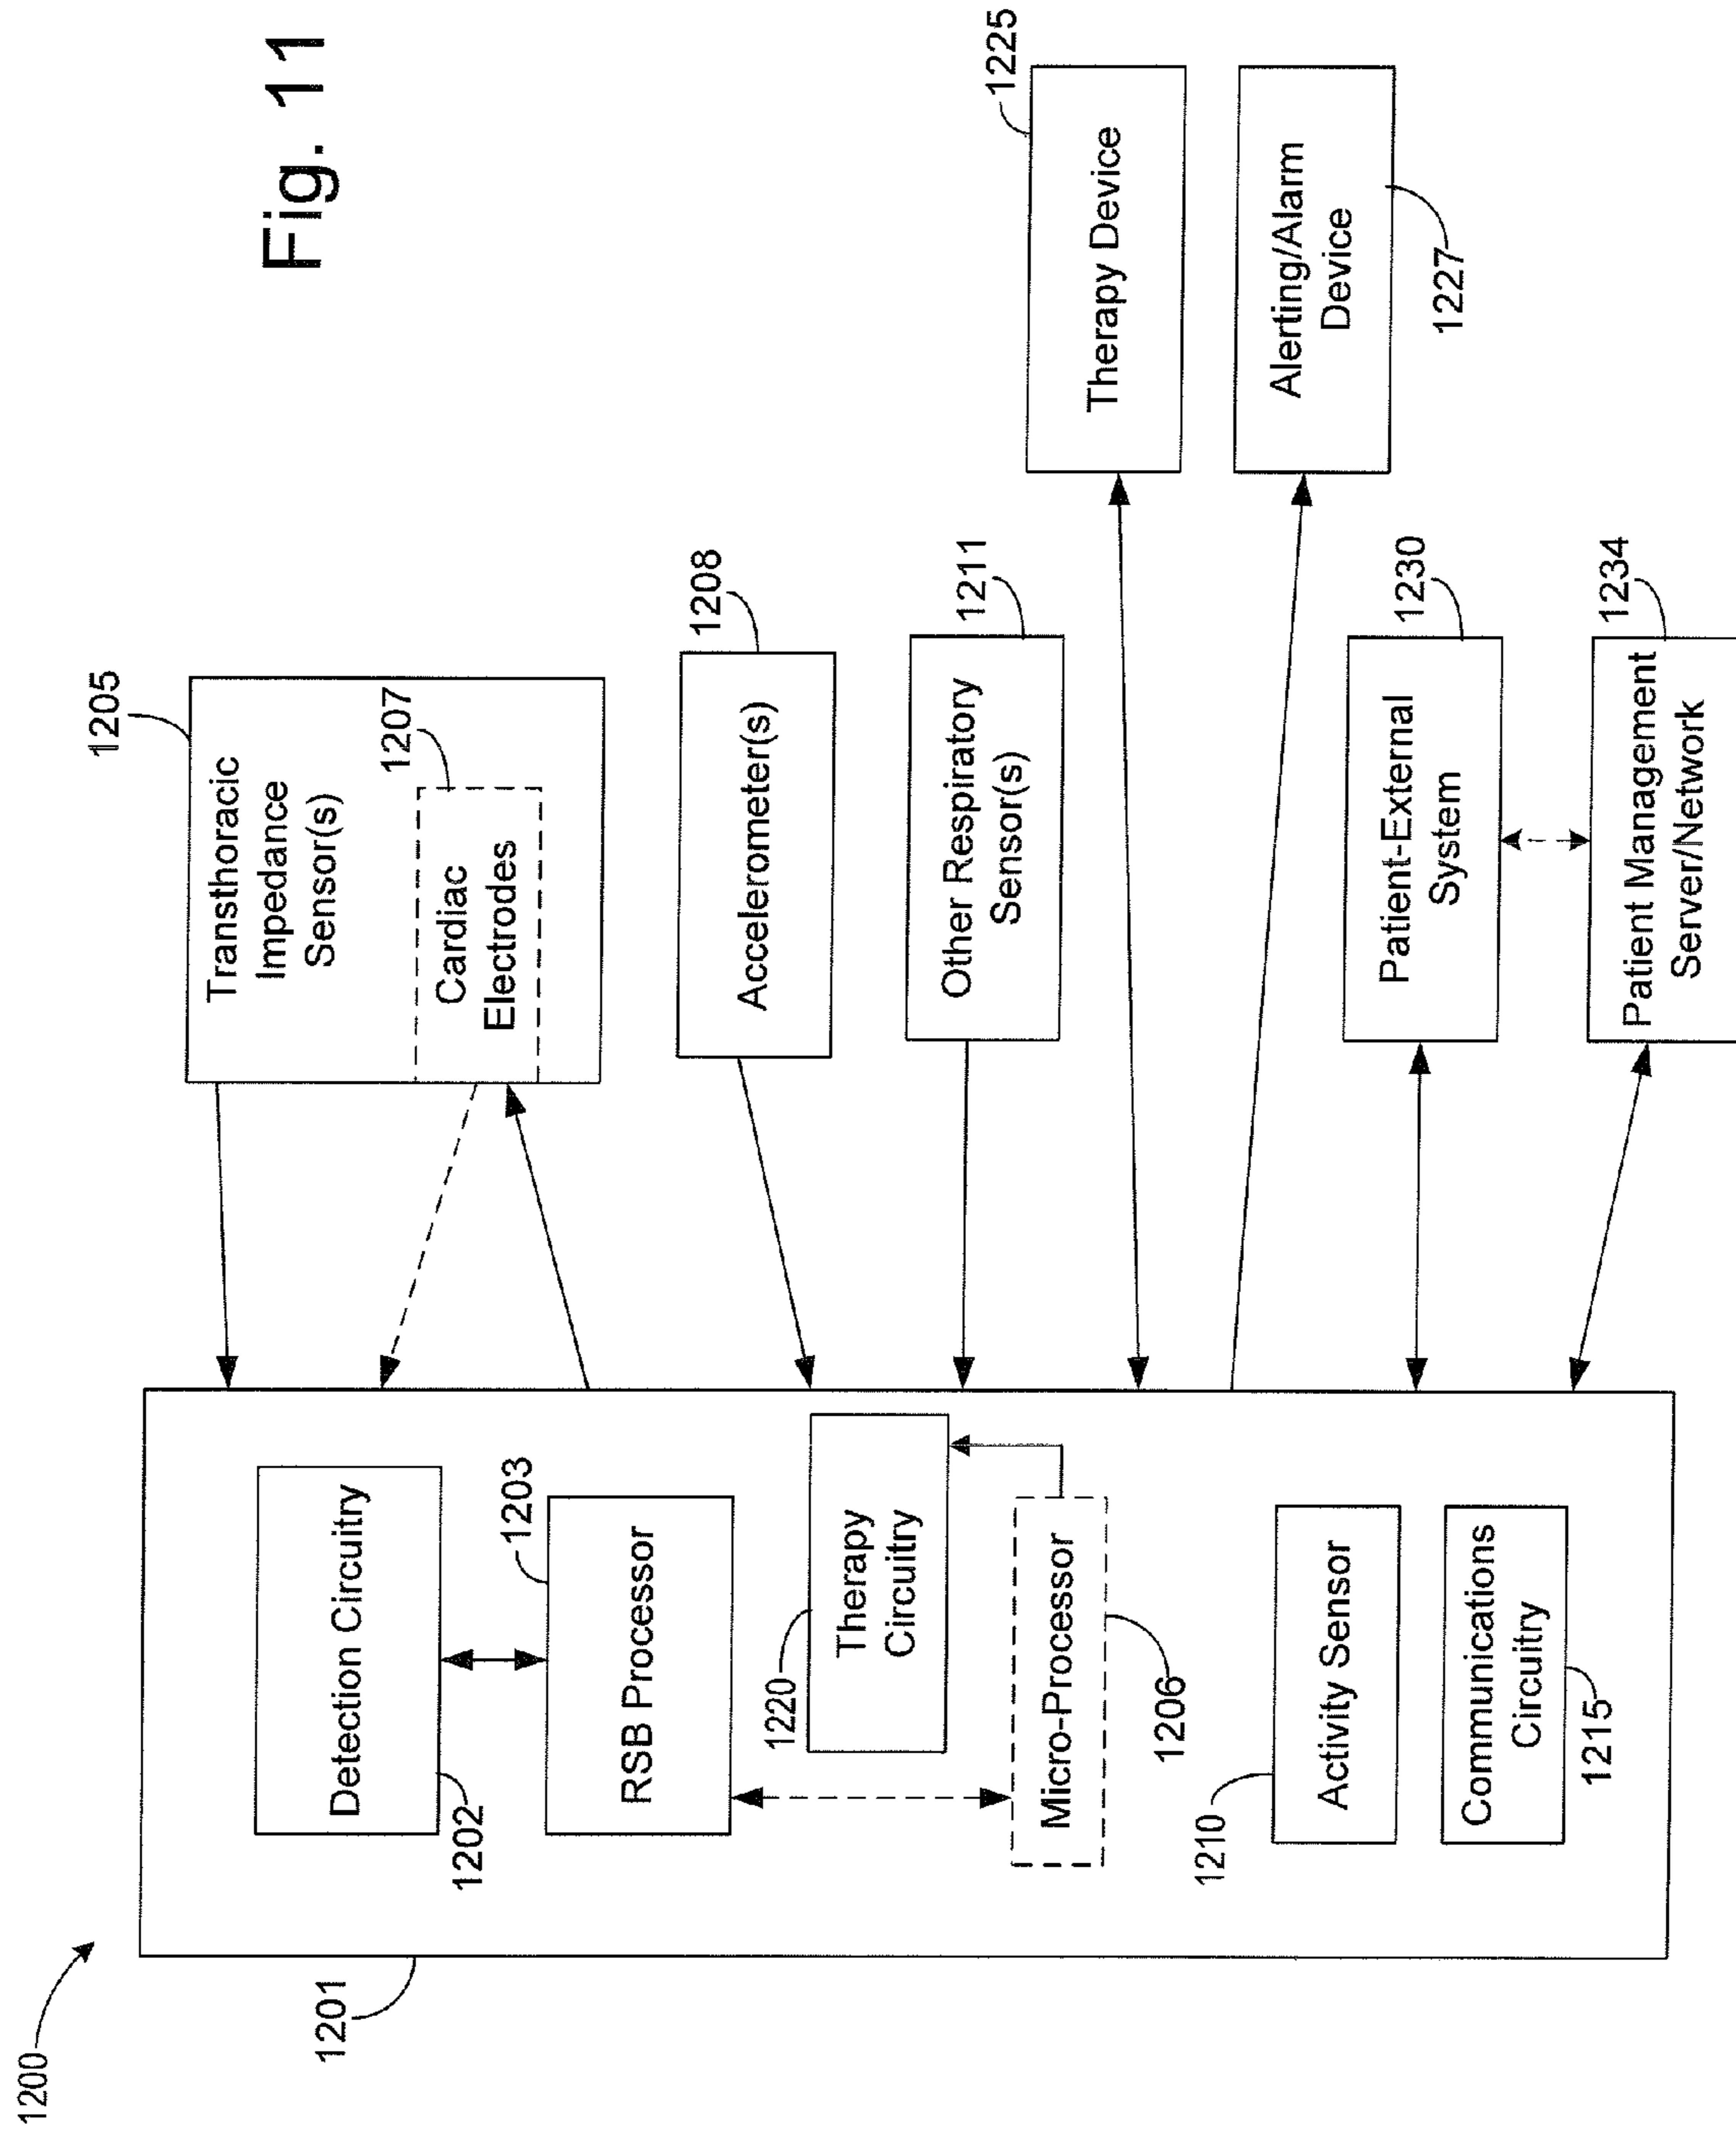 Fig. 11
1200
1201
Detection Circuitry
1202
1203
RSB Processor
1220
Therapy
Circuitry
Micro-Processor
1206
1210
Activity Sensor
Communications
Circuitry
1215
1205
Transthoracic
Impedance
Sensor(s)
1207
Cardiac
Electrodes
1208
Accelerometer(s)
1211
Other Respiratory
Sensor(s)
1225
Therapy Device
Alerting/Alarm
Device
1227
1230
Patient-External
System
1234
Patient Management
Server/Network